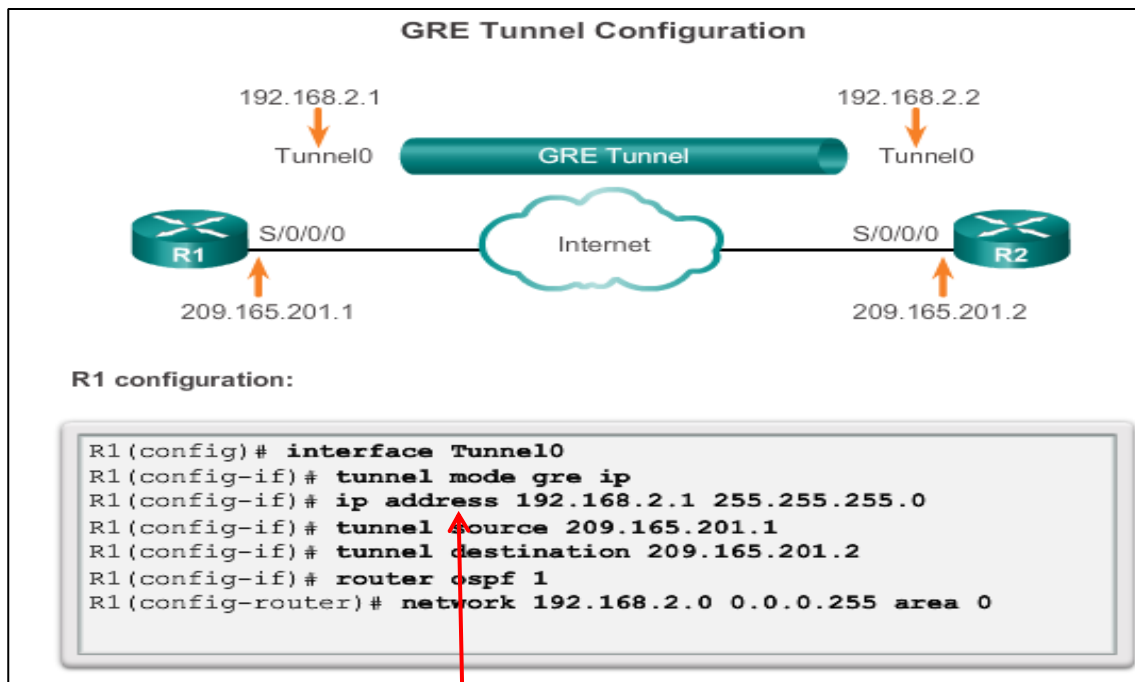 GRE Tunnel Configuration
192.168.2.1
192.168.2.2
Tunnel0
GRE Tunnel
Tunnel0
S/0/0/0
Internet
S/0/0/0
R1
R2
209.165.201.1
209.165.201.2
R1 configuration:
R1(config)# interface Tunnel0
R1(config-if)# tunnel mode gre ip
R1(config-if)# ip address 192.168.2.1 255.255.255.0
R1(config-if)# tunnel source 209.165.201.1
R1(config-if)# tunnel destination 209.165.201.2
R1(config-if)# router ospf 1
R1(config-router)# network 192.168.2.0 0.0.0.255 area 0